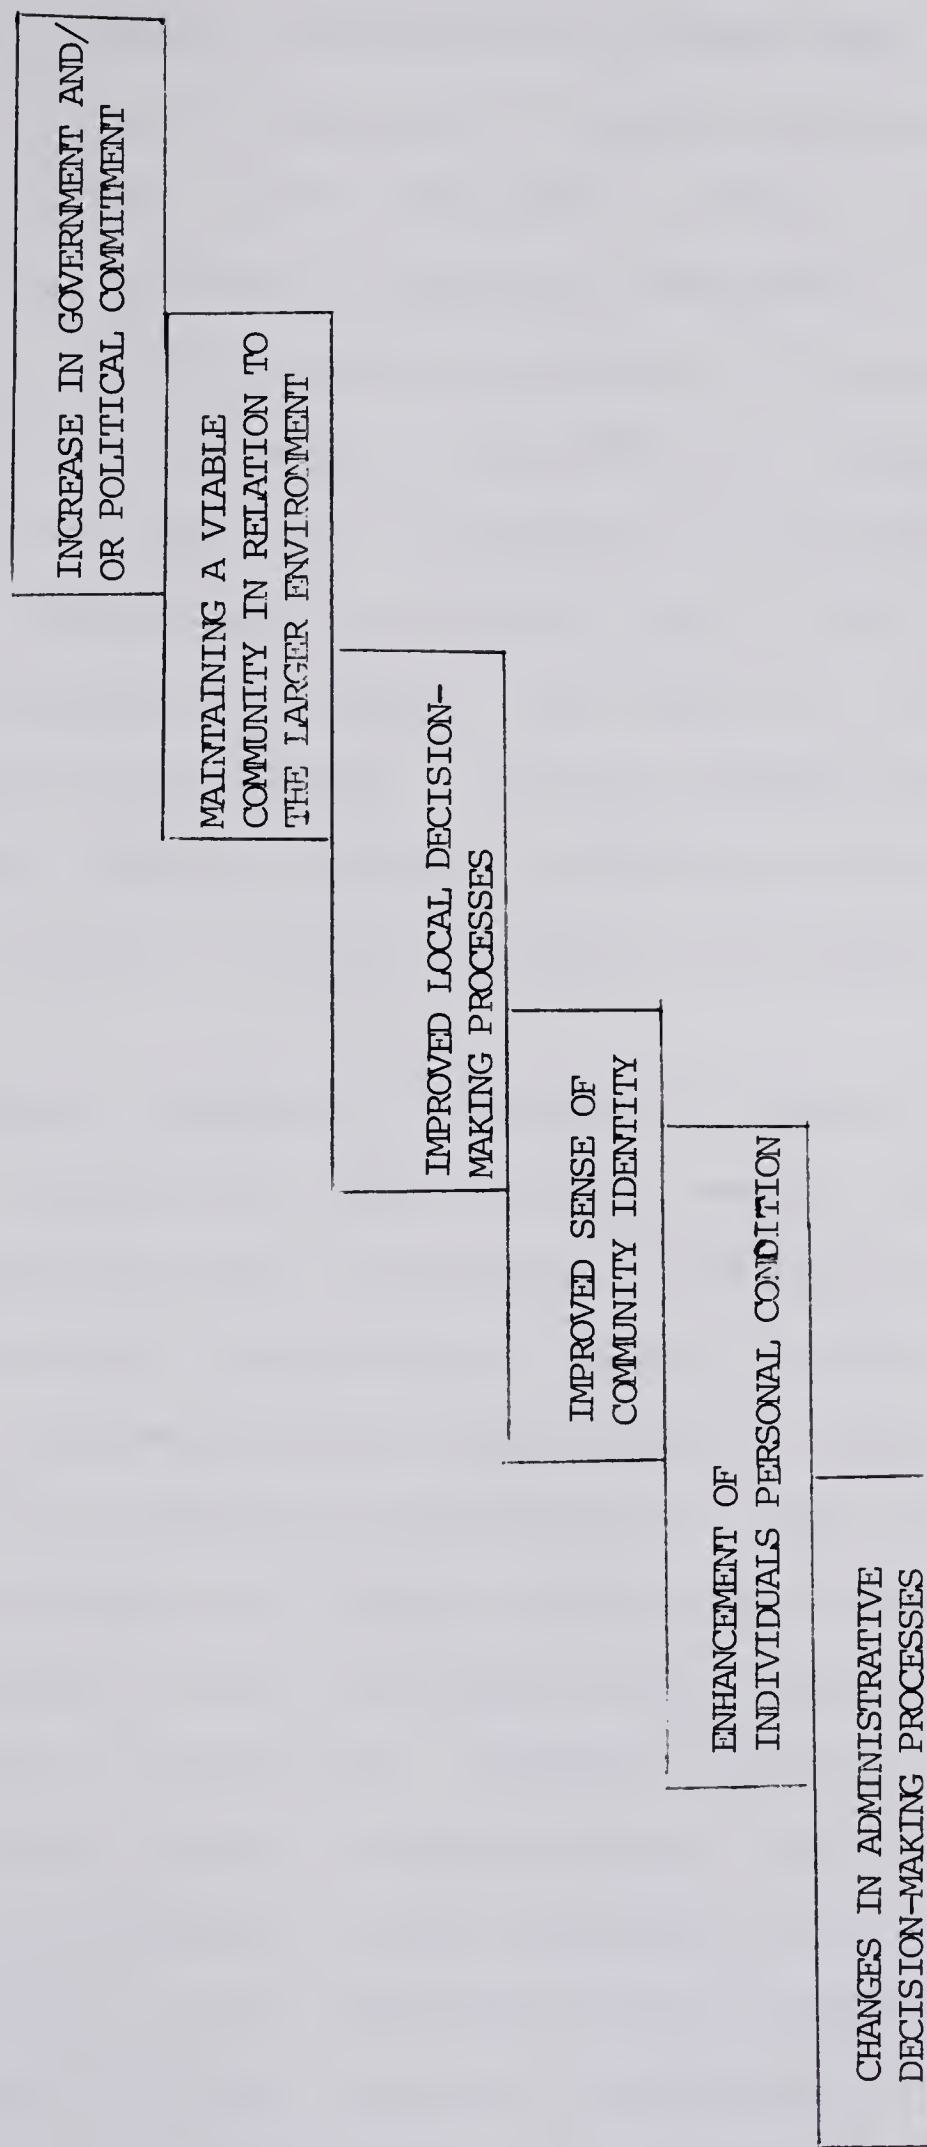 INCREASE IN GOVERNMENT AND/
OR POLITICAL COMMITMENT
MAINTAINING A VIABLE
COMMUNITY IN RELATION TO
THE LARGER ENVIRONMENT
IMPROVED LOCAL DECISION-
MAKING PROCESSES
IMPROVED SENSE OF
COMMUNITY IDENTITY
ENHANCEMENT OF
INDIVIDUALS PERSONAL CONDITION
CHANGES IN ADMINISTRATIVE
DECISION-MAKING PROCESSES